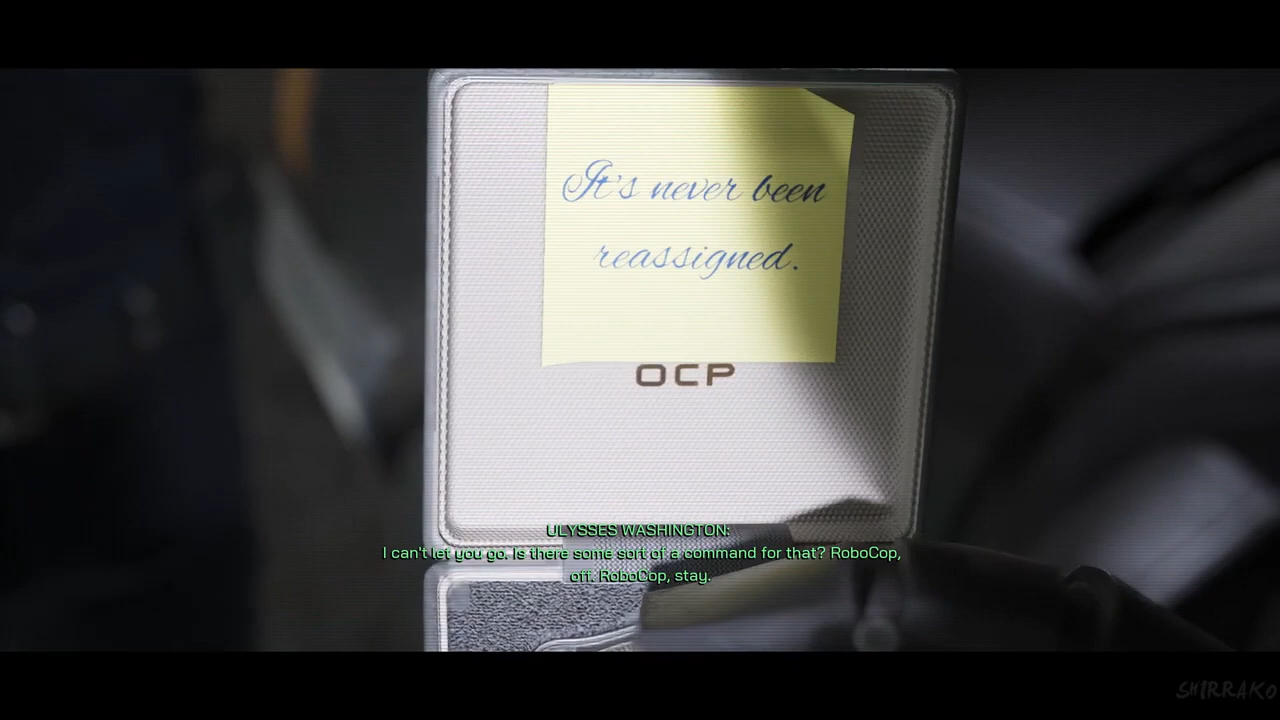 It's never been
reassigned.
OCP
ULYSSES WASHINGTON:
I can't let you go. Is there some sort of a command for that? RoboCop,
off. RoboCop, stay.
SHIRRAKO